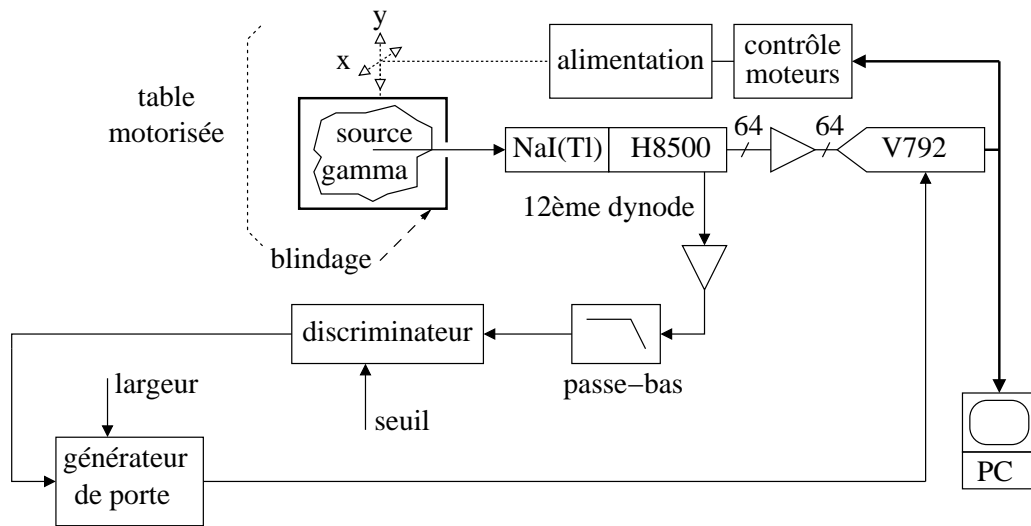 y
x
alimentation
contrôle
moteurs
table
motorisée
source
gamma
NaI(Tl)
H8500
64
64
V792
12ème dynode
blindage
discriminateur
passe−bas
largeur
seuil
générateur
de porte
PC